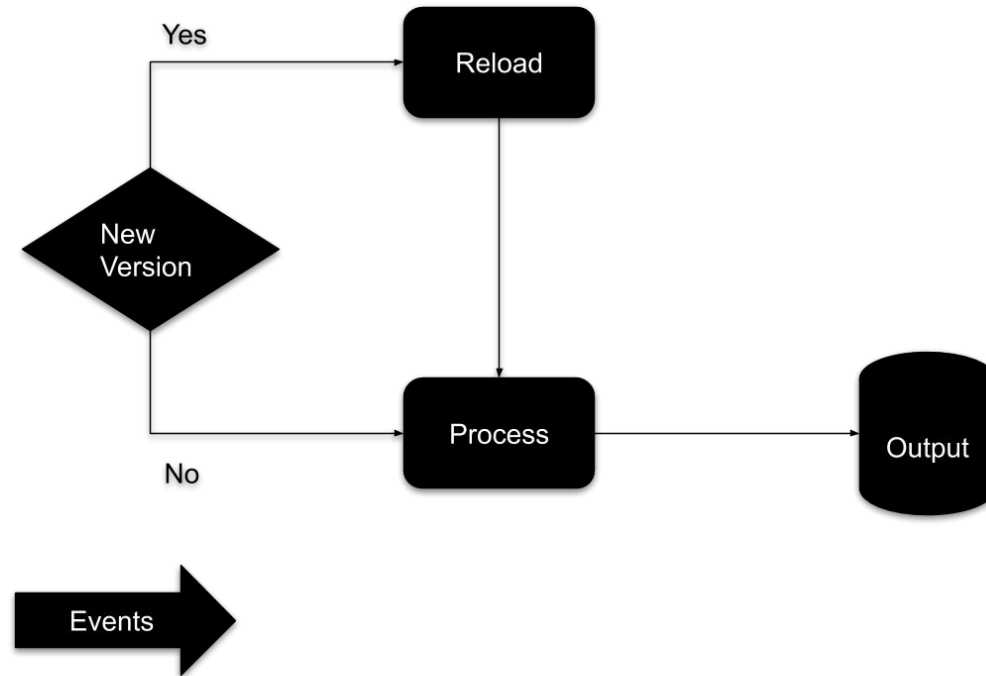 Yes
Reload
New
Version
Process
Output
No
Events